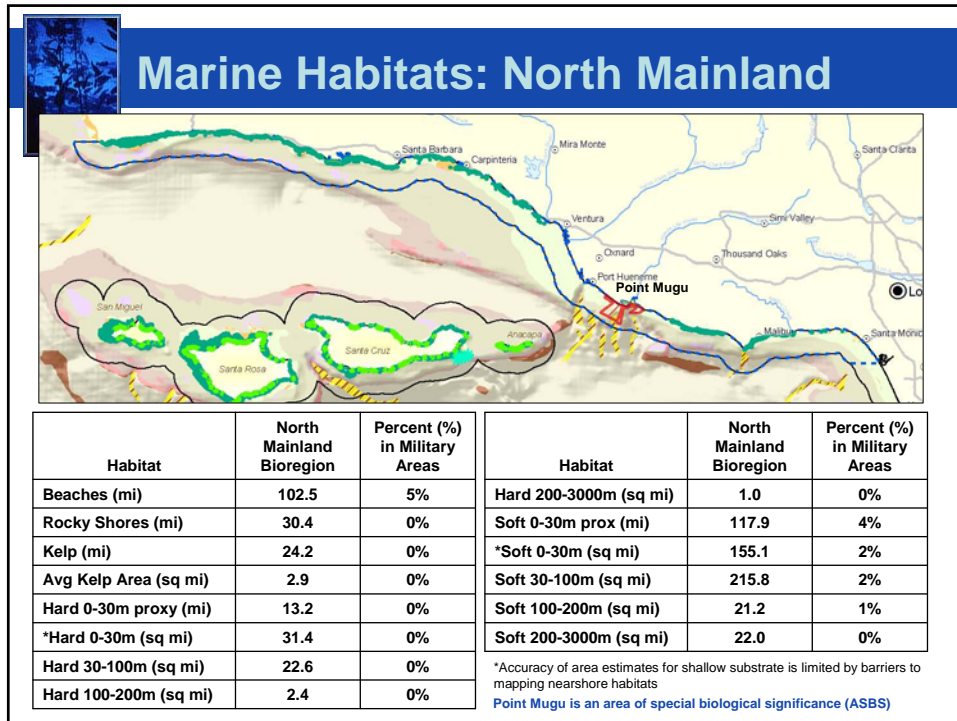 Marine Habitats: North Mainland
Santa Barbara
Carpinteria
Mira Monte
Santa Clarita
Ventura
Simi Valley
Oxnard
Thousand Oaks
Port Hueneme
Point Mugu
Lo
Malibu
Santa Monic
San Miguel
Santa Rosa
Santa Cruz
Anacapa
Habitat
North Mainland Bioregion
Percent (%) in Military Areas
Beaches (mi) 102.5 5%
Rocky Shores (mi) 30.4 0%
Kelp (mi) 24.2 0%
Avg Kelp Area (sq mi) 2.9 0%
Hard 0-30m proxy (mi) 13.2 0%
*Hard 0-30m (sq mi) 31.4 0%
Hard 30-100m (sq mi) 22.6 0%
Hard 100-200m (sq mi) 2.4 0%
Habitat
North Mainland Bioregion
Percent (%) in Military Areas
Hard 200-3000m (sq mi) 1.0 0%
Soft 0-30m prox (mi) 117.9 4%
*Soft 0-30m (sq mi) 155.1 2%
Soft 30-100m (sq mi) 215.8 2%
Soft 100-200m (sq mi) 21.2 1%
Soft 200-3000m (sq mi) 22.0 0%
*Accuracy of area estimates for shallow substrate is limited by barriers to
mapping nearshore habitats
Point Mugu is an area of special biological significance (ASBS)